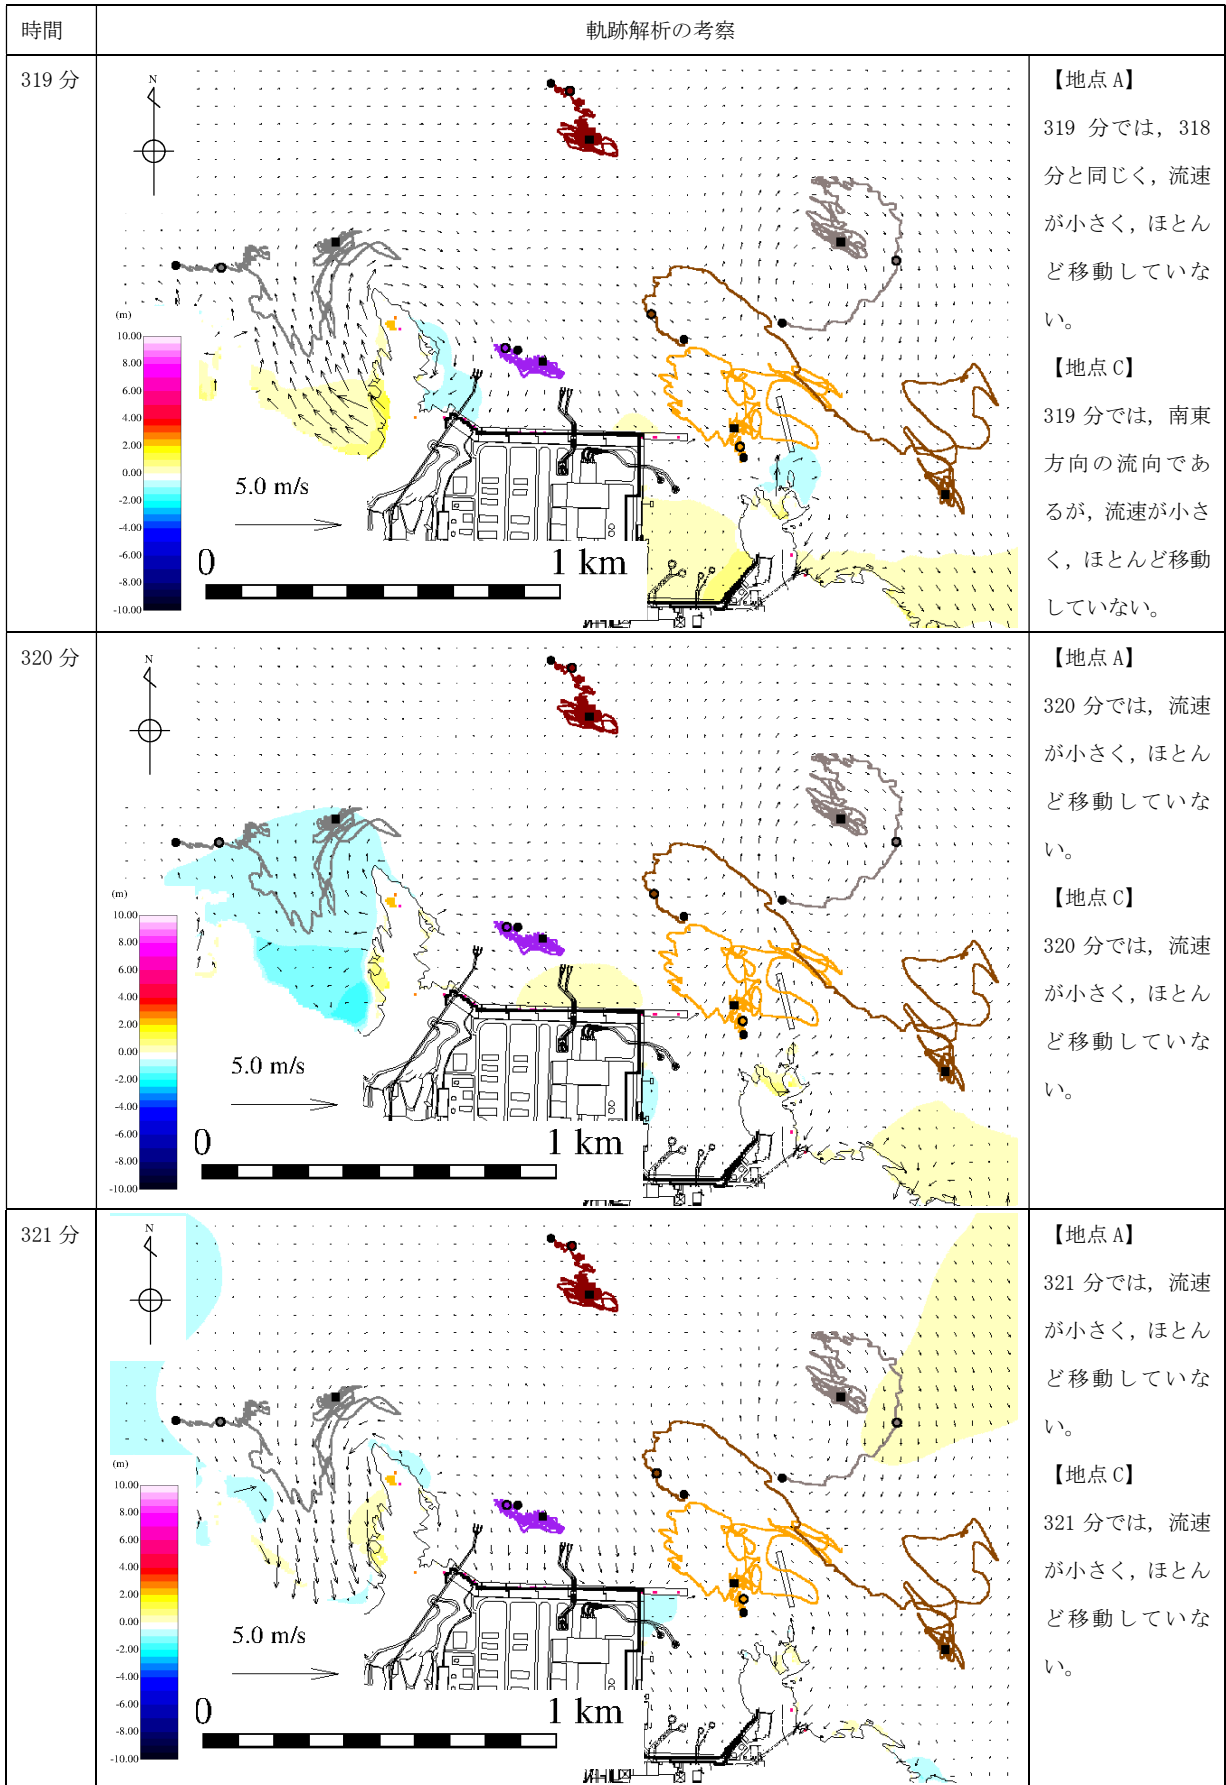 時間
軌跡解析の考察
319 分
N
(m)
10.00
8.00
6.00
4.00
2.00
0.00
-2.00
-4.00
-6.00
-8.00
-10.00
5.0 m/s
0
1 km
【地点 A】
319 分では，318
分と同じく，流速
が小さく，ほとん
ど移動していな
い。
【地点 C】
319 分では，南東
方向の流向であ
るが，流速が小さ
く，ほとんど移動
していない。
320 分
N
(m)
10.00
8.00
6.00
4.00
2.00
0.00
-2.00
-4.00
-6.00
-8.00
-10.00
5.0 m/s
0
1 km
【地点 A】
320 分では，流速
が小さく，ほとん
ど移動していな
い。
【地点 C】
320 分では，流速
が小さく，ほとん
ど移動していな
い。
321 分
N
(m)
10.00
8.00
6.00
4.00
2.00
0.00
-2.00
-4.00
-6.00
-8.00
-10.00
5.0 m/s
0
1 km
【地点 A】
321 分では，流速
が小さく，ほとん
ど移動していな
い。
【地点 C】
321 分では，流速
が小さく，ほとん
ど移動していな
い。